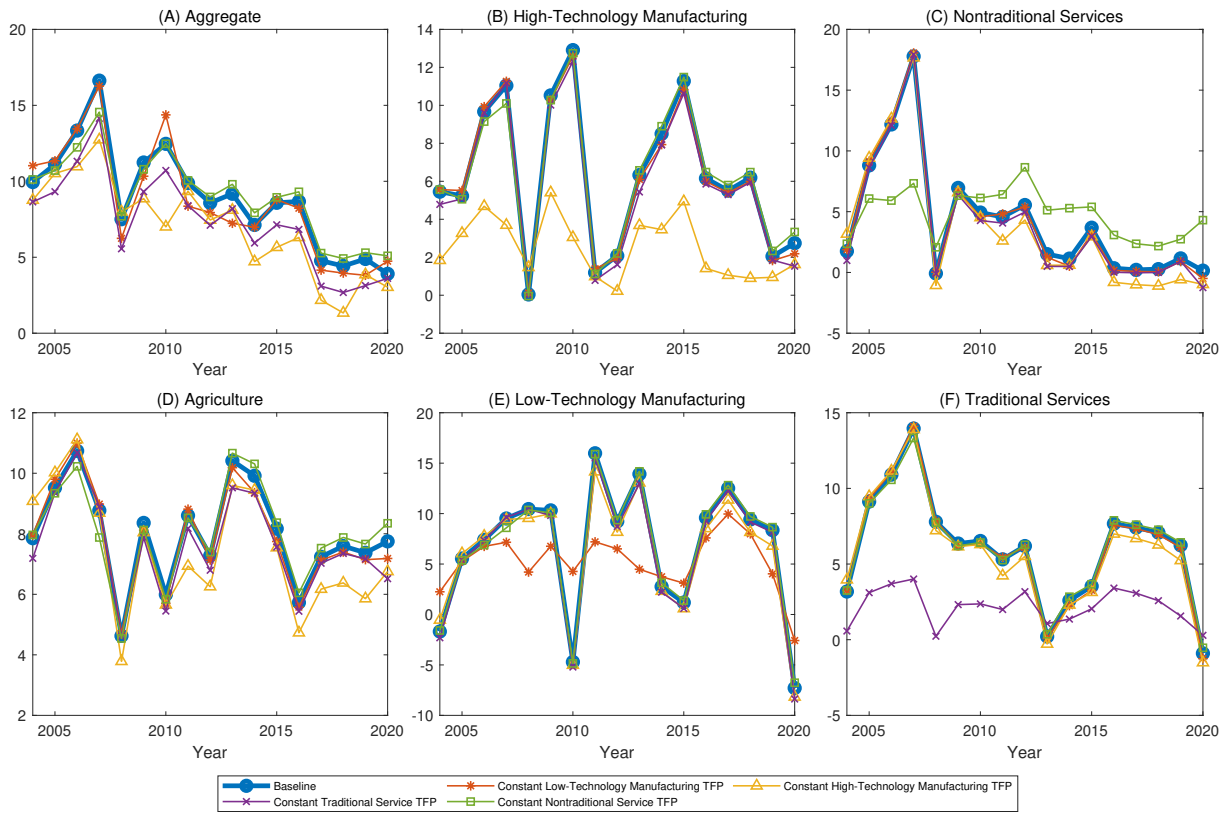 (A) Aggregate
20
15
10
5
0
2005 2010 2015 2020
Year
(B) High-Technology Manufacturing
14
12
10
8
6
4
2
0
-2
2005 2010 2015 2020
Year
(C) Nontraditional Services
20
15
10
5
0
-5
2005 2010 2015 2020
Year
(D) Agriculture
12
10
8
6
4
2
2005 2010 2015 2020
Year
(E) Low-Technology Manufacturing
20
15
10
5
0
-5
-10
2005 2010 2015 2020
Year
(F) Traditional Services
15
10
5
0
-5
2005 2010 2015 2020
Year
Baseline Constant Low-Technology Manufacturing TFP Constant High-Technology Manufacturing TFP
Constant Traditional Service TFP Constant Nontraditional Service TFP